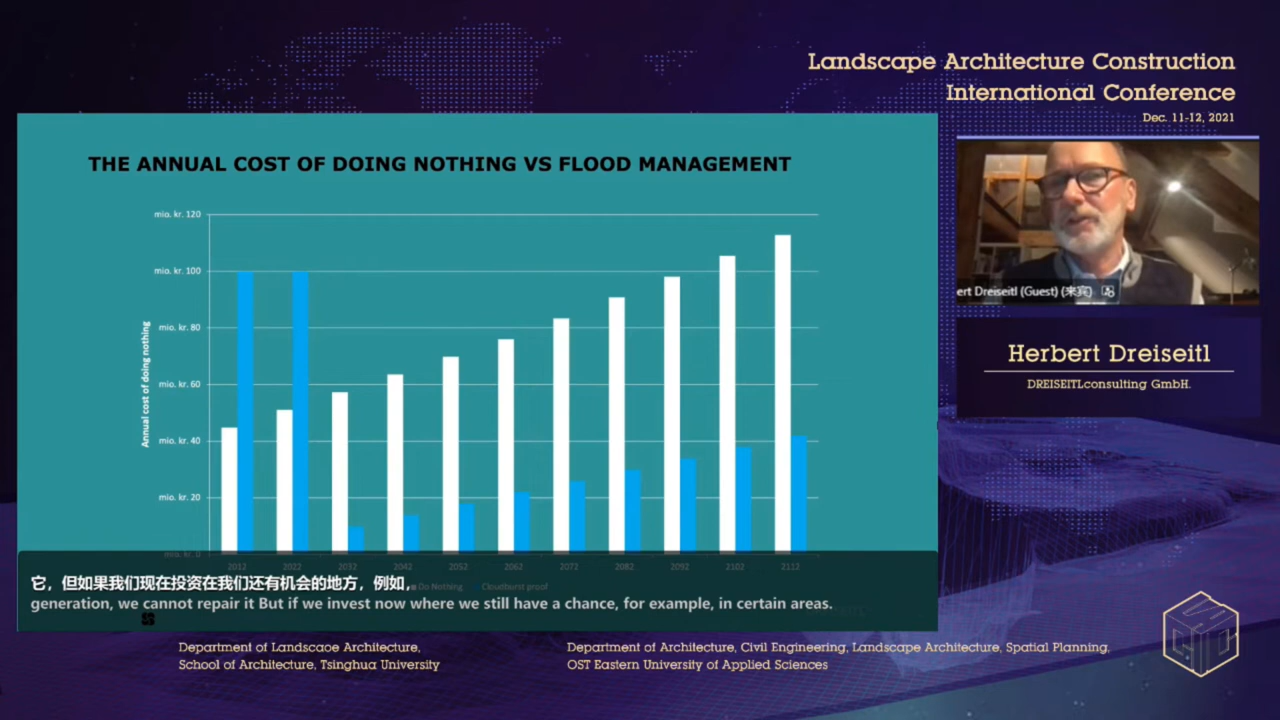 Landscape Architecture Construction
International Conference
Dec. 11-12, 2021
THE ANNUAL COST OF DOING NOTHING VS FLOOD MANAGEMENT
Annual cost of doing nothing
mio. kr. 120
mio. kr. 100
mio. kr. 80
mio. kr. 60
mio. kr. 40
mio. kr. 20
mio. kr. 0
2012 2022 2032 2042 2052 2062 2072 2082 2092 2102 2112
Do Nothing Cloudburst proof
它，但如果我们现在投资在我们还有机会的地方，例如，
generation, we cannot repair it But if we invest now where we still have a chance, for example, in certain areas.
ert Dreiseitl (Guest) (来宾)
Herbert Dreiseitl
DREISEITLconsulting GmbH.
Department of Landscaoe Architecture,
School of Architecture, Tsinghua University
Department of Architecture, Civil Engineering, Landscape Architecture, Spatial Planning,
OST Eastern University of Applied Sciences